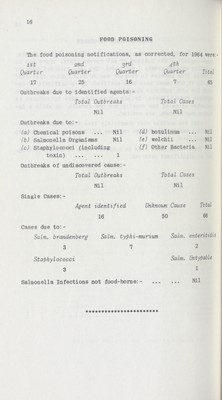 16
FOOD POISONING
The food poisoning notifications, as corrected, for 1964 were:-
1st 2nd 3rd 4th
Quarter Quarter Quarter Quarter Total
17 25 16 7 65
Outbreaks due to identified agents:-
Total Outbreaks Total Cases
Nil Nil
Outbreaks due to:-
(a) Chemical poisons ... Nil (d) botulinum ... Nil
(b) Salmonella Organisms Nil (e) welchii ... Nil
(c) Staphylococci (including (f) Other Bacteria Nil
toxin) ... ... 1
Outbreaks of undiscovered cause:-
Total Outbreaks Total Cases
Nil Nil
Single Cases:-
Agent identified Unknown Cause Total
16 50 66
Cases due to:-
Salm. brandenberg Salm. typhi-murium Salm. enteritidis
3 7 2
Staphylococci Salm. Untypable
3 1
Salmonella Infections not food-borne:- ... ... Nil
***********************